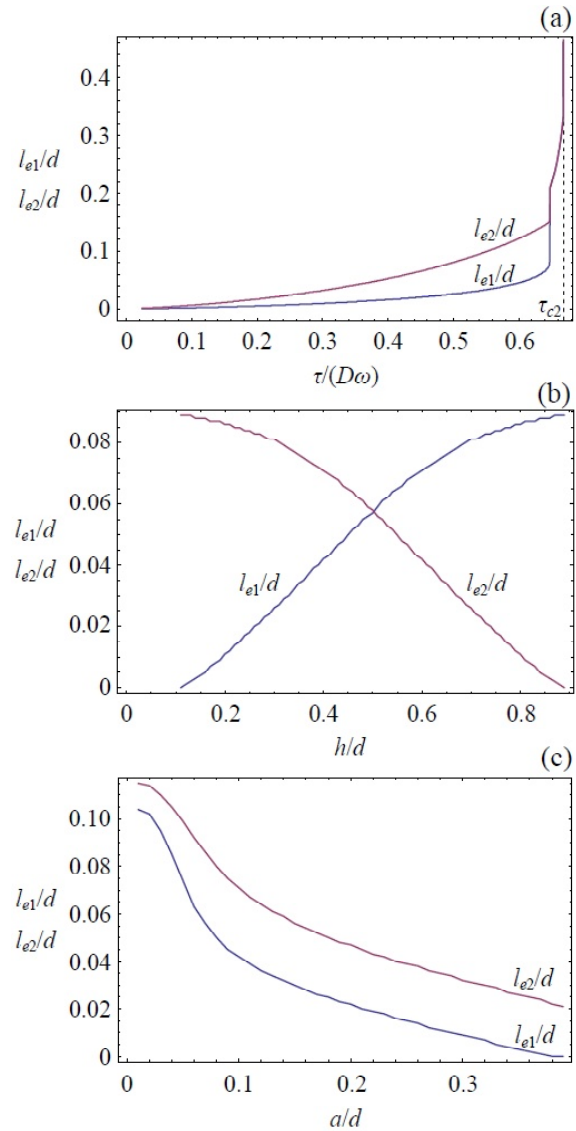 (a)
0.4
0.3
l_{e1}/d
l_{e2}/d
0.2
0.1
0
l_{e2}/d
l_{e1}/d
τ_{c2}
0 0.1 0.2 0.3 0.4 0.5 0.6
τ/(Dω)
(b)
0.08
0.06
l_{e1}/d
l_{e2}/d
0.04
0.02
0
l_{e1}/d
l_{e2}/d
0 0.2 0.4 0.6 0.8
h/d
(c)
0.10
0.08
l_{e1}/d
0.06
l_{e2}/d
0.04
0.02
0
l_{e2}/d
l_{e1}/d
0 0.1 0.2 0.3
a/d